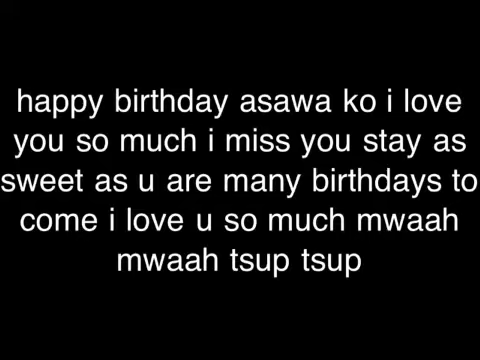 happy birthday asawa ko i love
you so much i miss you stay as
sweet as u are many birthdays to
come i love u so much mwaah
mwaah tsup tsup